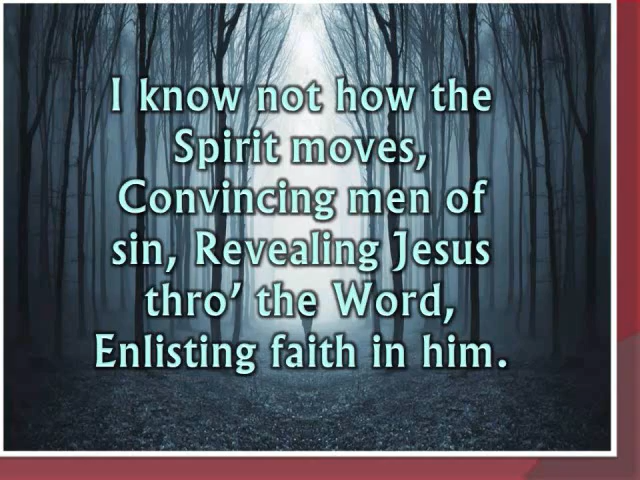 I know not how the
Spirit moves,
Convincing men of
sin, Revealing Jesus
thro’ the Word,
Enlisting faith in him.